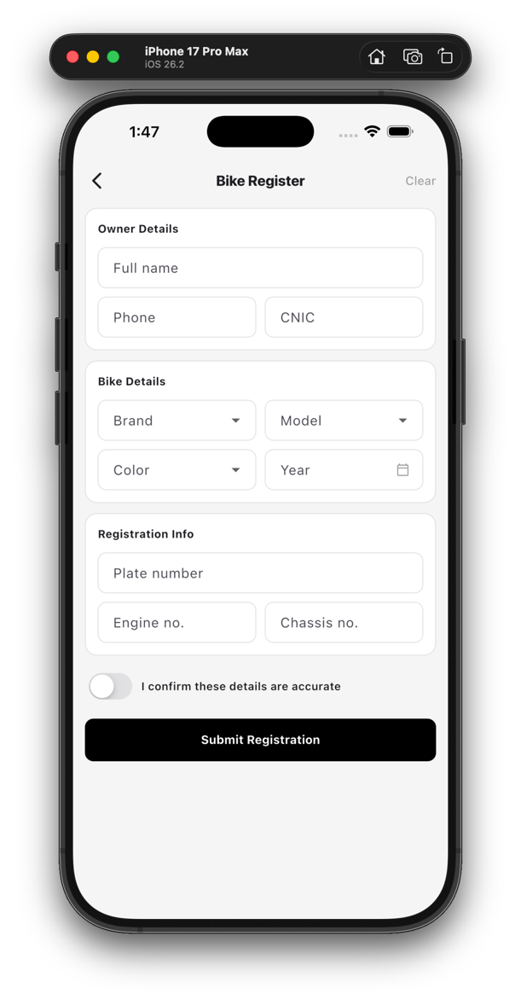 iPhone 17 Pro Max
iOS 26.2
1:47
Bike Register
Clear
Owner Details
Full name
Phone
CNIC
Bike Details
Brand
Model
Color
Year
Registration Info
Plate number
Engine no.
Chassis no.
I confirm these details are accurate
Submit Registration